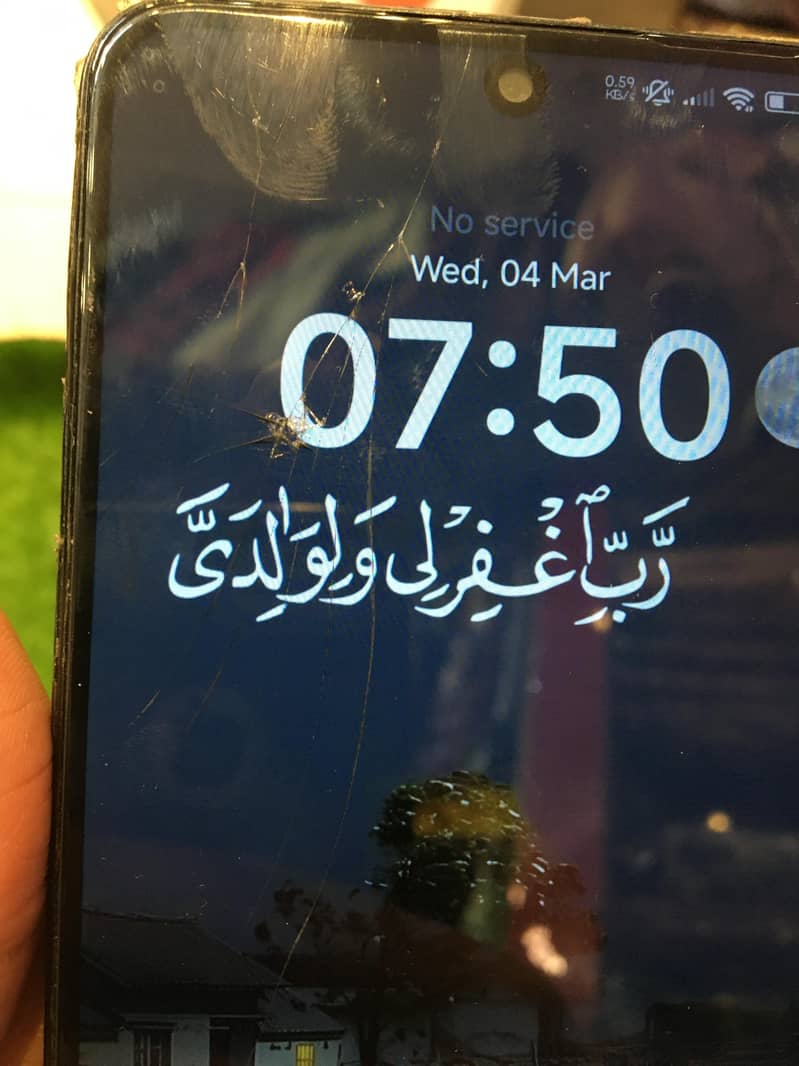 0.59
KB/s
No service
Wed, 04 Mar
07:50
رَّبِّ ٱغْفِرْ لِى وَلِوَٰلِدَىَّ